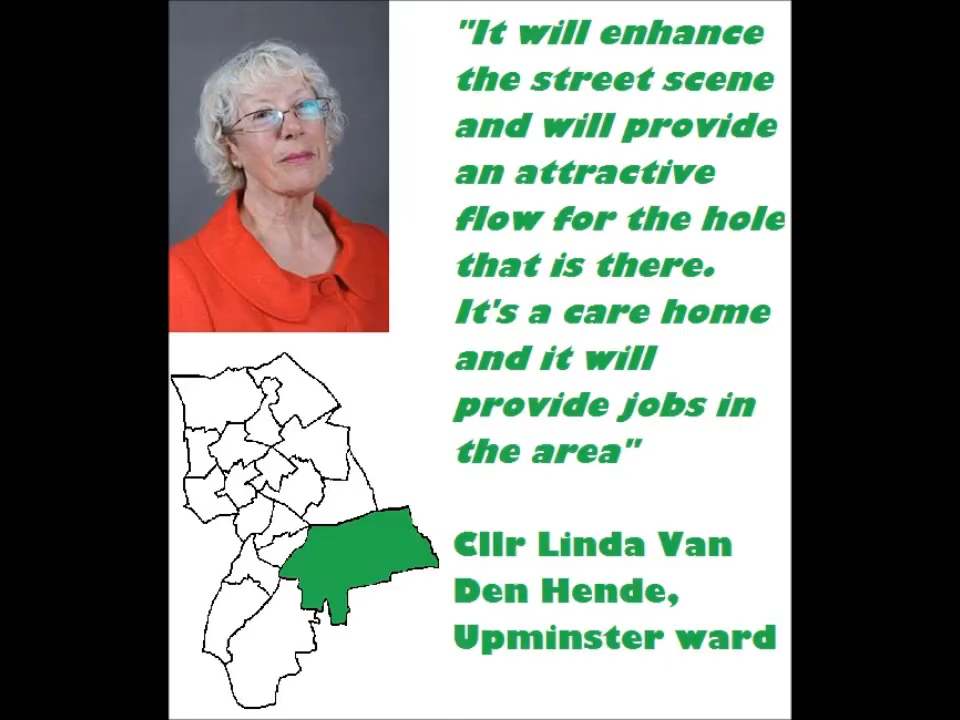 "It will enhance
the street scene
and will provide
an attractive
flow for the hole
that is there.
It's a care home
and it will
provide jobs in
the area"
Cllr Linda Van
Den Hende,
Upminster ward